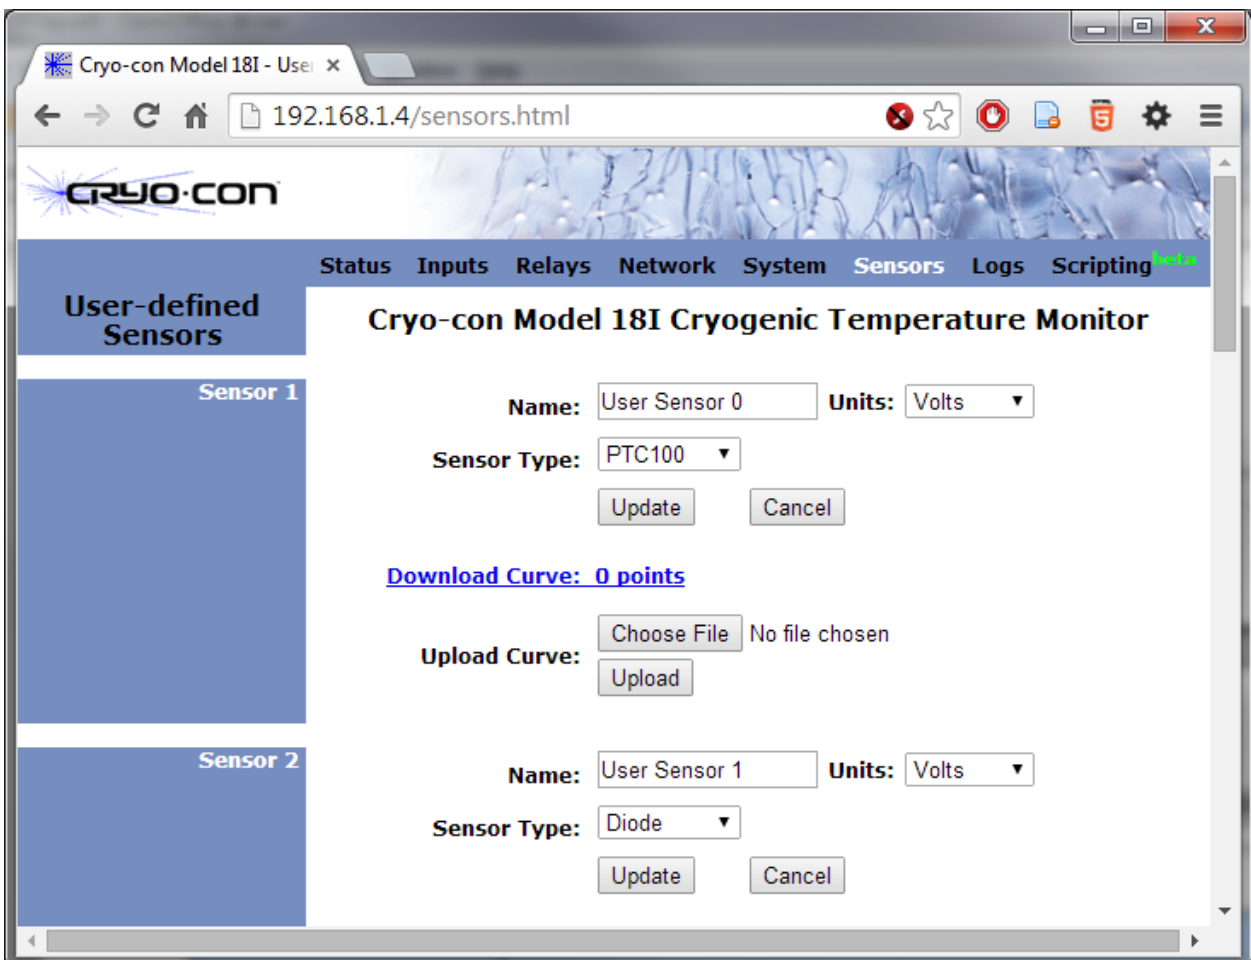 Cryo-con Model 18I - Use
192.168.1.4/sensors.html
CRYO·CON
Status Inputs Relays Network System Sensors Logs Scripting beta
User-defined
Sensors
Cryo-con Model 18I Cryogenic Temperature Monitor
Sensor 1
Name: User Sensor 0 Units: Volts
Sensor Type: PTC100
Update Cancel
Download Curve: 0 points
Upload Curve: Choose File No file chosen
Upload
Sensor 2
Name: User Sensor 1 Units: Volts
Sensor Type: Diode
Update Cancel